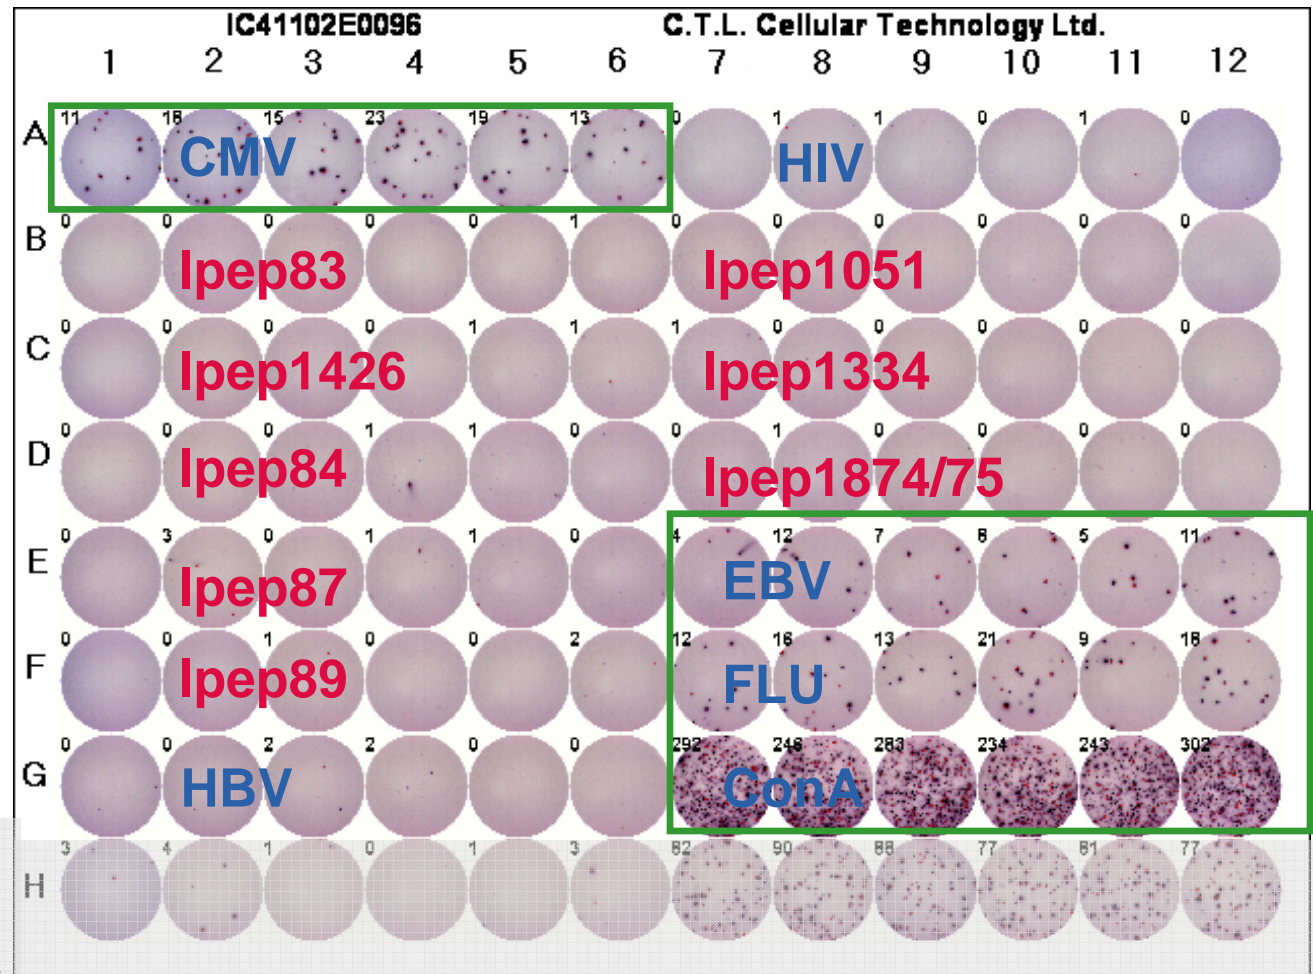 IC41102E0096 C.T.L. Cellular Technology Ltd.
1 2 3 4 5 6 7 8 9 10 11 12
11 18 15 23 19 13 0 1 1 0 1 0
A CMV HIV
0 0 0 0 0 1 0 0 0 0 0 0
B Ipep83 Ipep1051
0 0 0 0 1 1 1 0 0 0 0 0
C Ipep1426 Ipep1334
0 0 0 1 1 0 0 1 0 0 0 0
D Ipep84 Ipep1874/75
0 3 0 1 1 0 4 12 7 8 5 11
E Ipep87 EBV
0 0 1 0 0 2 12 16 13 21 9 18
F Ipep89 FLU
0 0 2 2 0 0 292 246 263 234 243 302
G HBV ConA
3 4 1 0 1 3 82 90 88 77 81 77
H